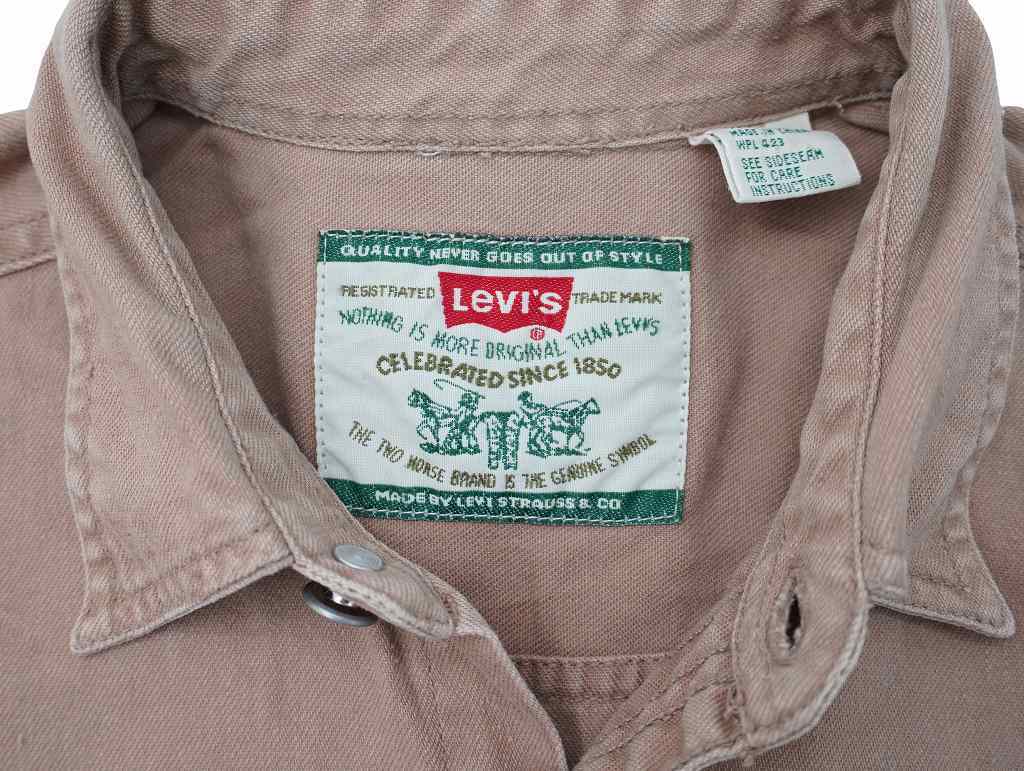 MADE IN CHINA
WPL 423
SEE SIDESEAM
FOR CARE
INSTRUCTIONS
QUALITY NEVER GOES OUT OF STYLE
REGISTRATED LEVI'S TRADE MARK
NOTHING IS MORE ORIGINAL THAN LEVI'S
CELEBRATED SINCE 1850
THE TWO HORSE BRAND IS THE GENUINE SYMBOL
MADE BY LEVI STRAUSS & CO